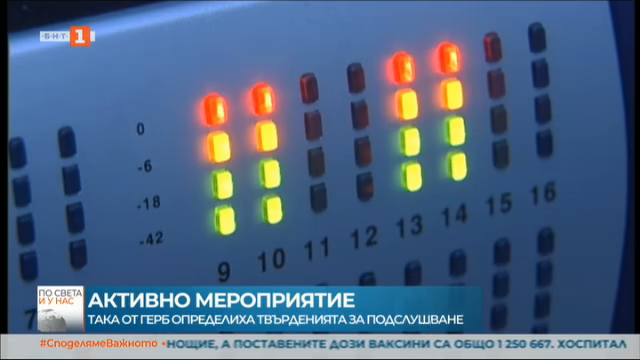 БНТ 1
0
-6
-18
-42
9 10 11 12 13 14 15 16
7
ПО СВЕТА
И У НАС
АКТИВНО МЕРОПРИЯТИЕ
ТАКА ОТ ГЕРБ ОПРЕДЕЛИХА ТВЪРДЕНИЯТА ЗА ПОДСЛУШВАНЕ
#СподелямеВажното • НОЩИЕ, А ПОСТАВЕНИТЕ ДОЗИ ВАКСИНИ СА ОБЩО 1 250 667. ХОСПИТАЛ